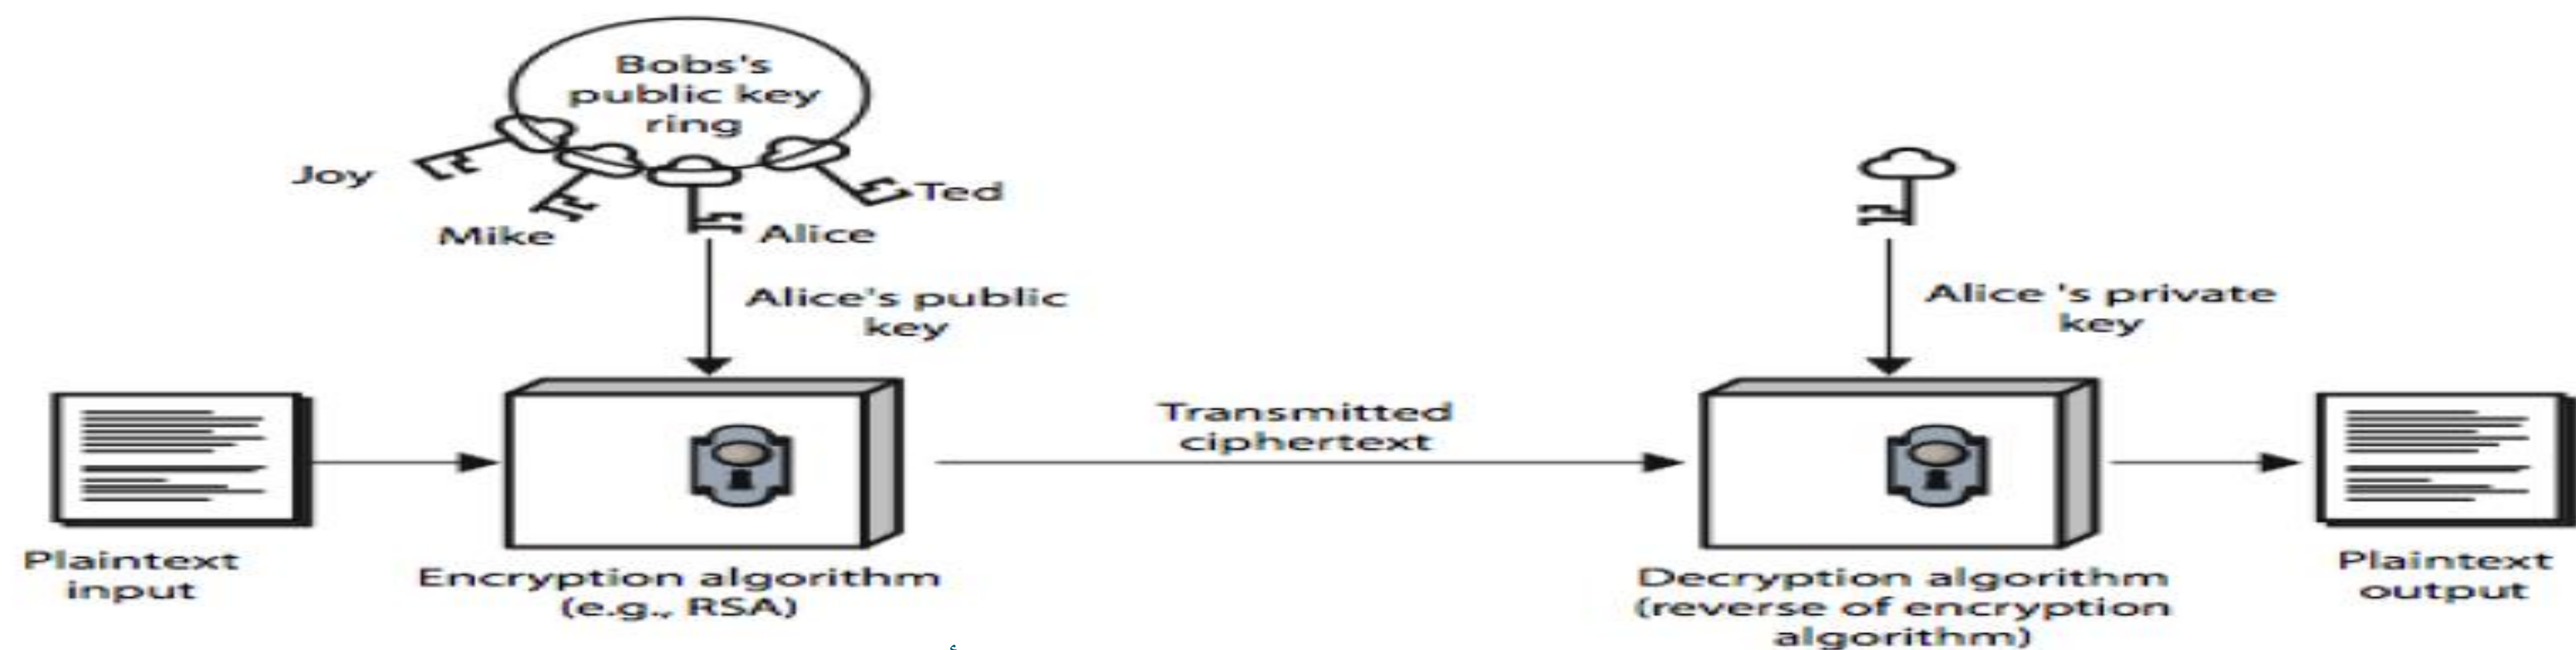 Bobs's
public key
ring
Joy
Ted
Mike
Alice
Alice's public
key
Alice 's private
key
Transmitted
ciphertext
Plaintext
input
Encryption algorithm
(e.g., RSA)
Decryption algorithm
(reverse of encryption
algorithm)
Plaintext
output